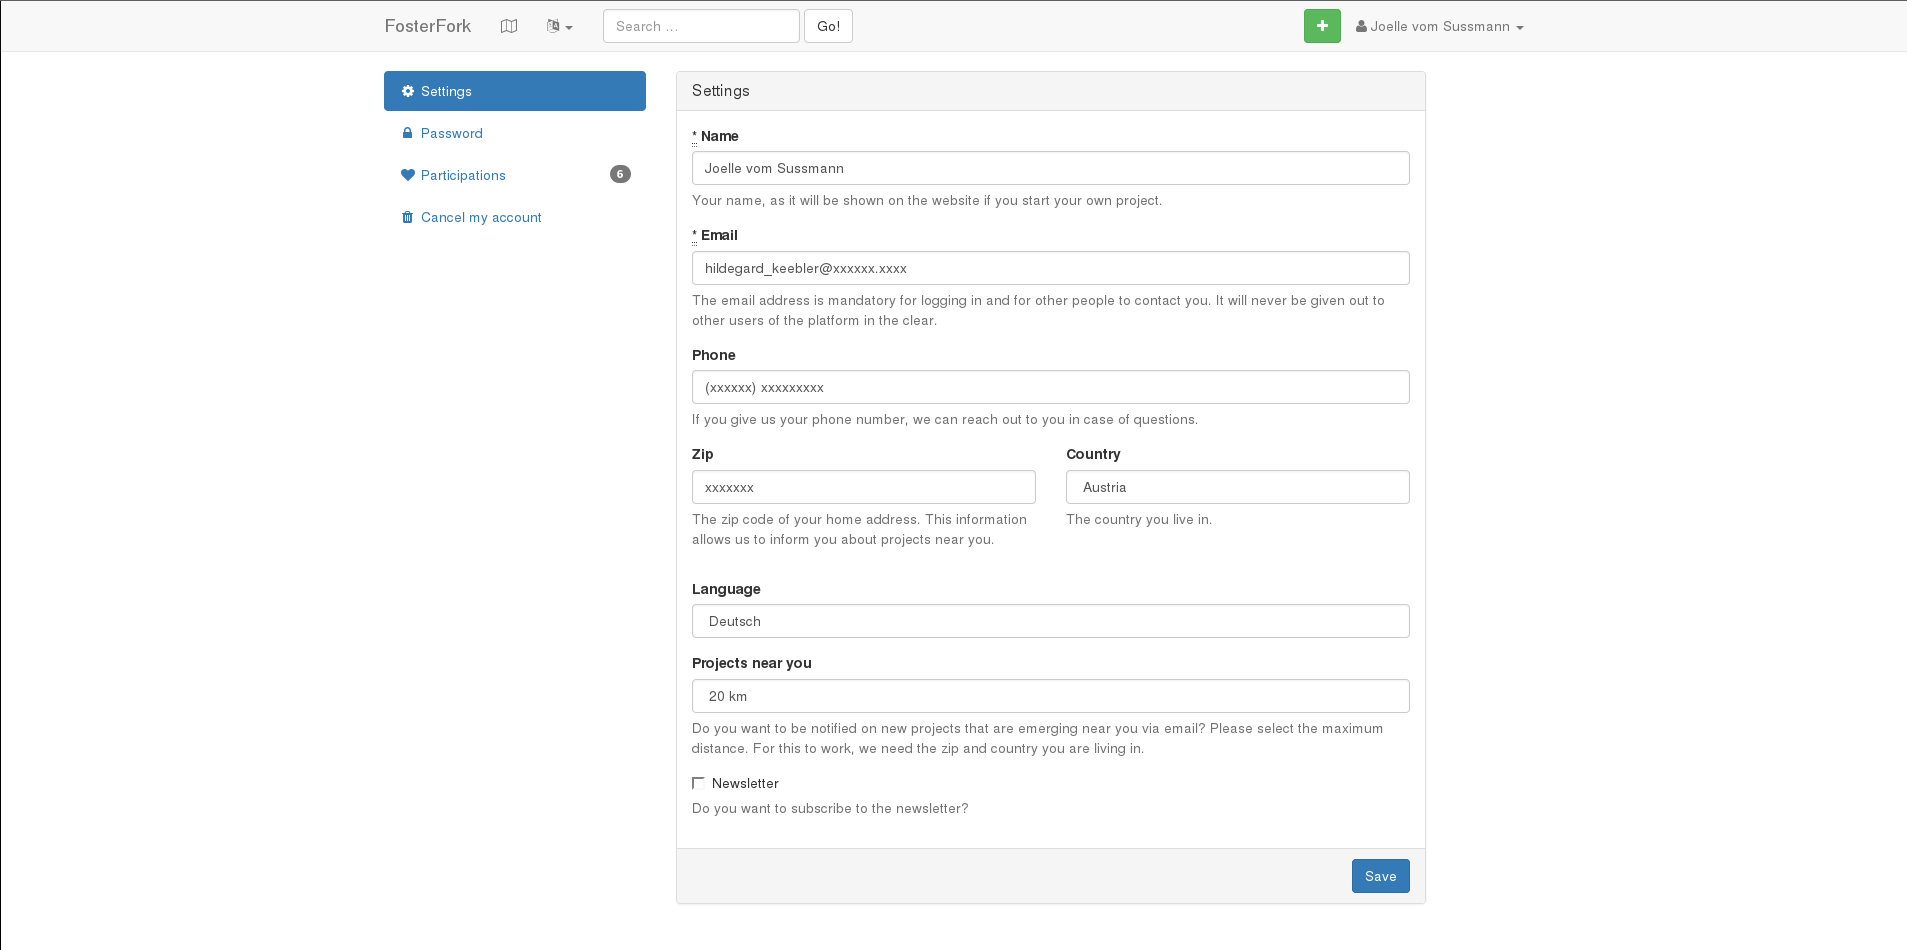 FosterFork
Search ...
Go!
Joelle vom Sussmann
Settings
Password
Participations 6
Cancel my account
Settings
* Name
Joelle vom Sussmann
Your name, as it will be shown on the website if you start your own project.
* Email
hildegard_keebler@xxxxxx.xxxx
The email address is mandatory for logging in and for other people to contact you. It will never be given out to
other users of the platform in the clear.
Phone
(xxxxxx) xxxxxxxxx
If you give us your phone number, we can reach out to you in case of questions.
Zip
xxxxxxx
The zip code of your home address. This information
allows us to inform you about projects near you.
Country
Austria
The country you live in.
Language
Deutsch
Projects near you
20 km
Do you want to be notified on new projects that are emerging near you via email? Please select the maximum
distance. For this to work, we need the zip and country you are living in.
Newsletter
Do you want to subscribe to the newsletter?
Save